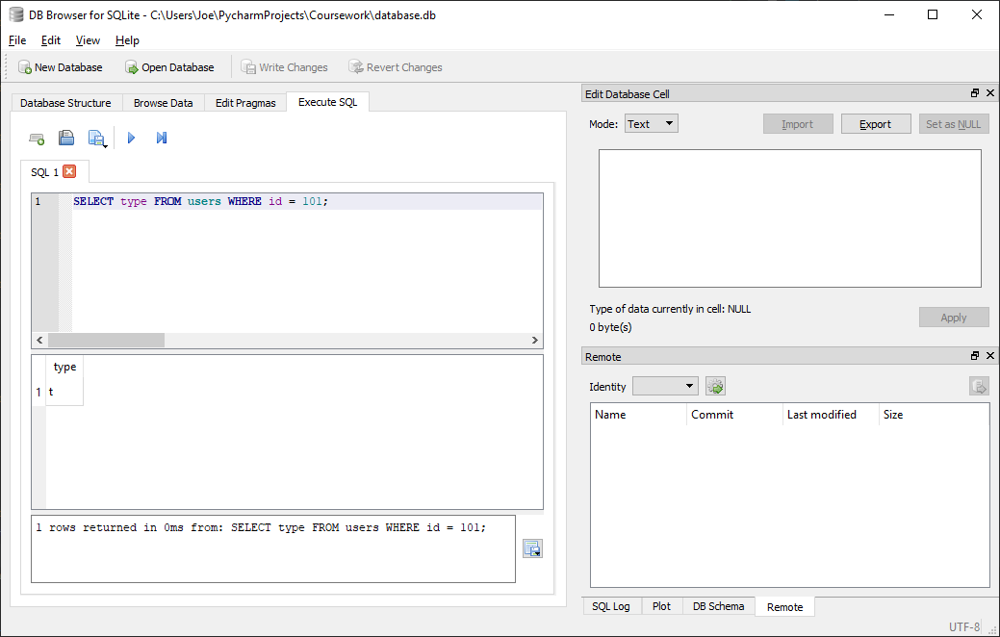 DB Browser for SQLite - C:\Users\Joe\PycharmProjects\Coursework\database.db
File Edit View Help
New Database Open Database Write Changes Revert Changes
Database Structure Browse Data Edit Pragmas Execute SQL
SQL 1
1 SELECT type FROM users WHERE id = 101;
type
1 t
1 rows returned in 0ms from: SELECT type FROM users WHERE id = 101;
Edit Database Cell
Mode: Text Import Export Set as NULL
Type of data currently in cell: NULL
0 byte(s)
Apply
Remote
Identity
Name Commit Last modified Size
SQL Log Plot DB Schema Remote
UTF-8